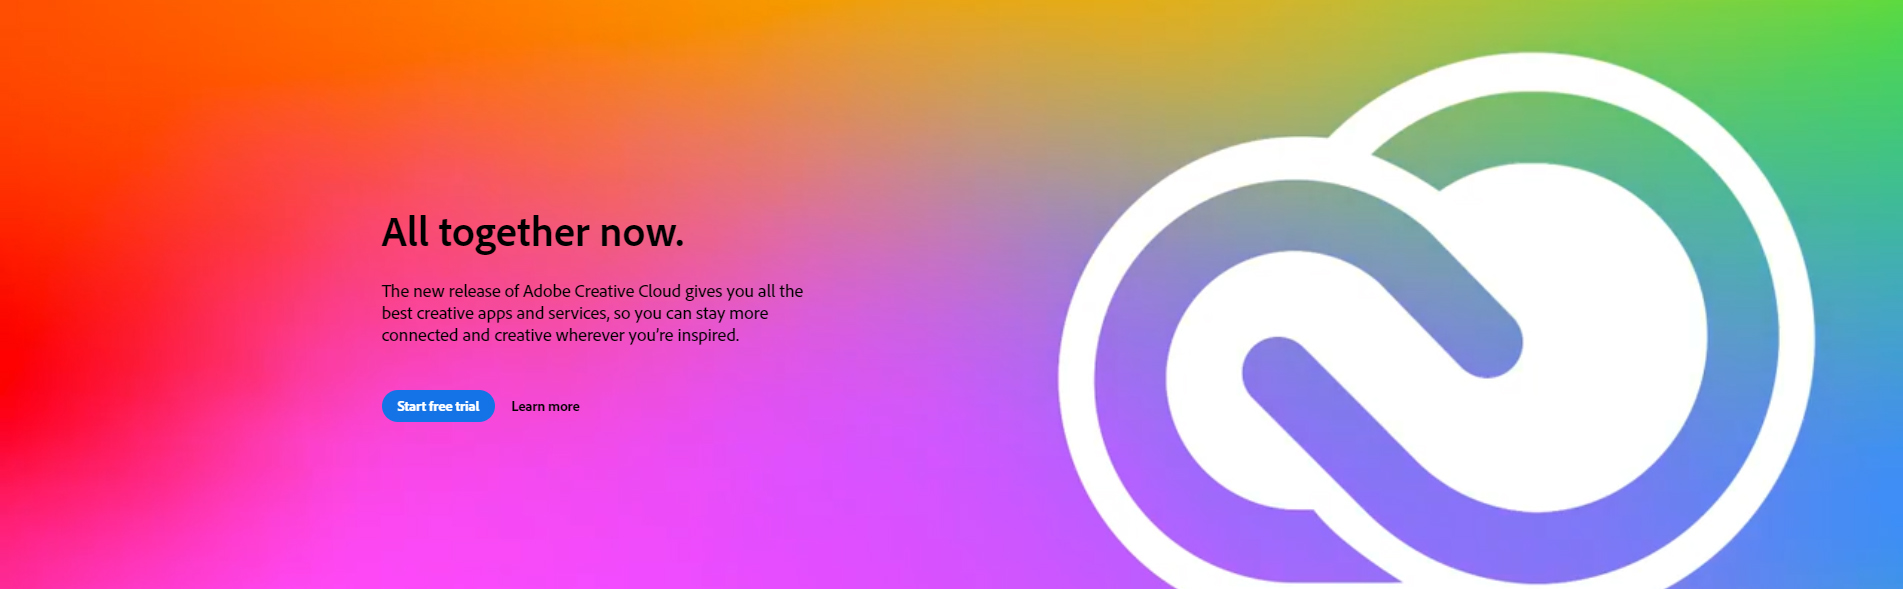 All together now.
The new release of Adobe Creative Cloud gives you all the
best creative apps and services, so you can stay more
connected and creative wherever you’re inspired.
Start free trial
Learn more